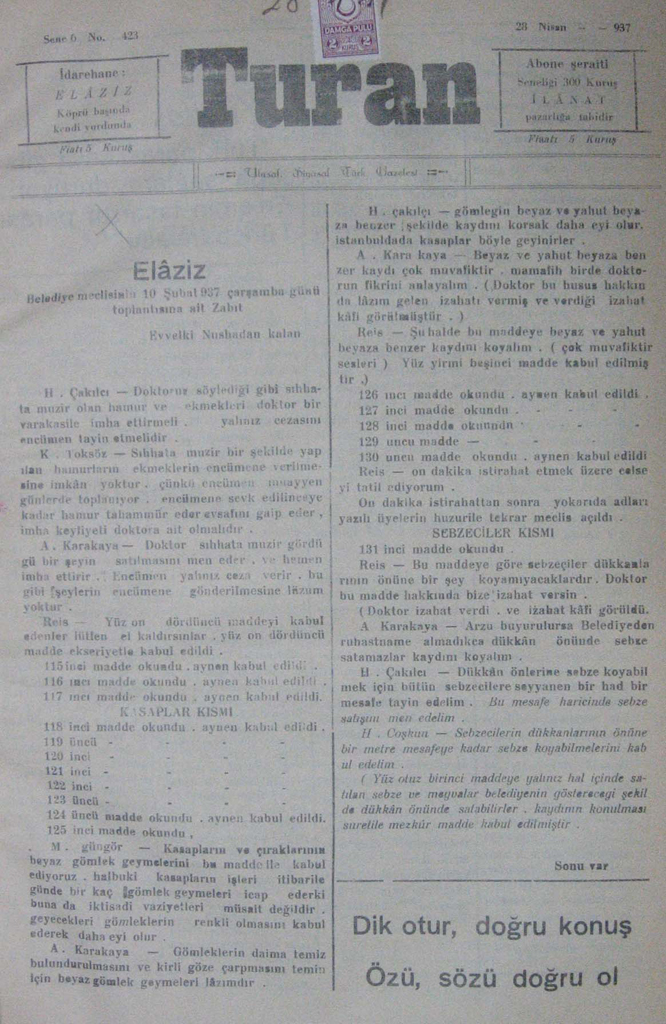 DAMGA PULU
2 2
Sene 6 No. 423
28 Nisan - - 937
İdarehane :
ELÂZİZ
Köprü başında
kendi yurdunda
Fiatı 5 Kuruş
Turan
Abone şeraiti
Seneliği 300 Kuruş
İLÂNAT
pazarlığa tabidir
Fiaatı 5 Kuruş
Ulusal, Siyasal Türk Gazetesi
Elâziz
Belediye meclisinin 10 Şubat 937 çarşamba günü
toplantısına ait Zabıt
Evvelki Nushadan kalan
H . Çakılcı — Doktorun söylediği gibi sıhha-
ta muzir olan hamur ve ekmekleri doktor bir
varakasile imha ettirmeli . yalınız cezasını
encümen tayin etmelidir .
K . Toksöz — Sıhhata muzir bir şekilde yap
ılan hamurların ekmeklerin encümene verilme-
sine imkân yoktur . çünkü encümen muayyen
günlerde toplanıyor . encümene sevk edilinceye
kadar hamur tahammür eder evsafını gaip eder ,
imha keyfiyeti doktora ait olmalıdır .
A . Karakaya — Doktor sıhhata muzir gördü
gü bir şeyin satılmasını men eder . ve hemen
imha ettirir . Encümen yalınız ceza verir . bu
gibi şeylerin encümene gönderilmesine lüzum
yoktur .
Reis — Yüz on dördüncü maddeyi kabul
edenler lütfen el kaldırsınlar . yüz on dördüncü
madde ekseriyetle kabul edildi .
115 inci madde okundu . aynen kabul edildi .
116 ıncı madde okundu . aynen kabul edildi .
117 inci madde okundu . aynen kabul edildi.
KASAPLAR KISMI
118 inci madde okundu . aynen kabul edildi .
119 üncü - - - -
120 inci - - - -
121 inci - - - -
122 inci - - - -
123 üncü - - - -
124 üncü madde okundu . aynen kabul edildi.
125 inci madde okundu .
M . güngör — Kasapların ve çıraklarının
beyaz gömlek geymelerini bu madde ile kabul
ediyoruz . halbuki kasapların işleri itibarile
günde bir kaç gömlek geymeleri icap ederki
buna da iktisadî vaziyetleri müsait değildir .
geyecekleri gömleklerin renkli olmasını kabul
ederek daha eyi olur .
A . Karakaya — Gömleklerin daima temiz
bulundurulmasını ve kirli göze çarpmasını temin
için beyaz gömlek geymeleri lâzımdır .
H . çakılçı — gömlegin beyaz ve yahut beya-
za benzer şekilde kaydını korsak daha eyi olur.
istanbuldada kasaplar böyle geyinirler .
A . Kara kaya — Beyaz ve yahut beyaza ben
zer kaydı çok muvafiktir . mamafih birde dokto-
run fikrini anlayalım . ( Doktor bu husus hakkın
da lâzım gelen izahatı vermiş ve verdiği izahat
kâfi görülmüştür . )
Reis — Şuhalde bu maddeye beyaz ve yahut
beyaza benzer kaydını koyalım . ( çok muvafiktir
sesleri ) Yüz yirmi beşinci madde kabul edilmiş
tir .)
126 ıncı madde okundu . aynen kabul edildi .
127 inci madde okundu . - - -
128 inci madde okundu - - -
129 uncu madde — - - -
130 uncu madde okundu . aynen kabul edildi
Reis — on dakika istirahat etmek üzere celse
yi tatil ediyorum .
On dakika istirahattan sonra yokarıda adları
yazılı üyelerin huzurile tekrar meclis açıldı .
SEBZECİLER KISMI
131 inci madde okundu .
Reis — Bu maddeye göre sebzeçiler dükkanla
rının önüne bir şey koyamıyacaklardır . Doktor
bu madde hakkında bize izahat versin .
( Doktor izahat verdi . ve izahat kâfi görüldü.
A Karakaya — Arzu buyurulursa Belediyeden
ruhastname almadıkca dükkân önünde sebze
satamazlar kaydını koyalım .
H . Çakılcı — Dükkân önlerine sebze koyabil
mek için bütün sebzecilere seyyanen bir had bir
mesafe tayin edelim . Bu mesafe haricinde sebze
satışını men edelim .
H . Coşkun — Sebzecilerin dükkanlarının önüne
bir metre mesafeye kadar sebze koyabilmelerini kab
ul edelim .
( Yüz otuz birinci maddeye yalınız hal içinde sa-
tılan sebze ve meyvalar belediyenin göstereceği şekil
de dükkân önünde satabilirler . kaydının konulması
suretile mezkûr madde kabul edilmiştir .
Sonu var
Dik otur, doğru konuş
Özü, sözü doğru ol